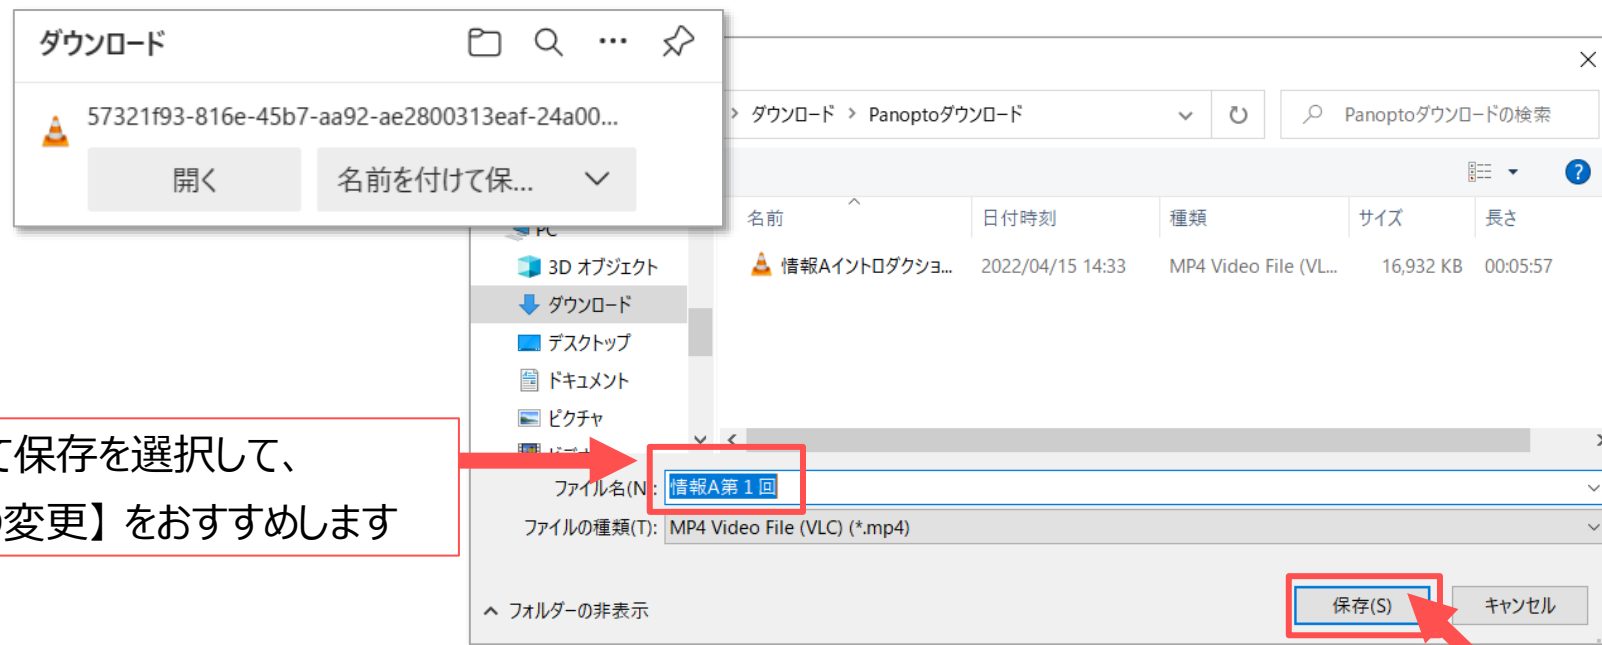 ダウンロード
57321f93-816e-45b7-aa92-ae2800313eaf-24a00...
開く
名前を付けて保... 
> ダウンロード > Panoptoダウンロード
Panoptoダウンロードの検索
名前 日付時刻 種類 サイズ 長さ
PC
3D オブジェクト
ダウンロード
デスクトップ
ドキュメント
ピクチャ
情報Aイントロダクショ... 2022/04/15 14:33 MP4 Video File (VL... 16,932 KB 00:05:57
て保存を選択して、
変更】をおすすめします
ファイル名(N): 情報A第１回
ファイルの種類(T): MP4 Video File (VLC) (*.mp4)
フォルダーの非表示
保存(S)
キャンセル